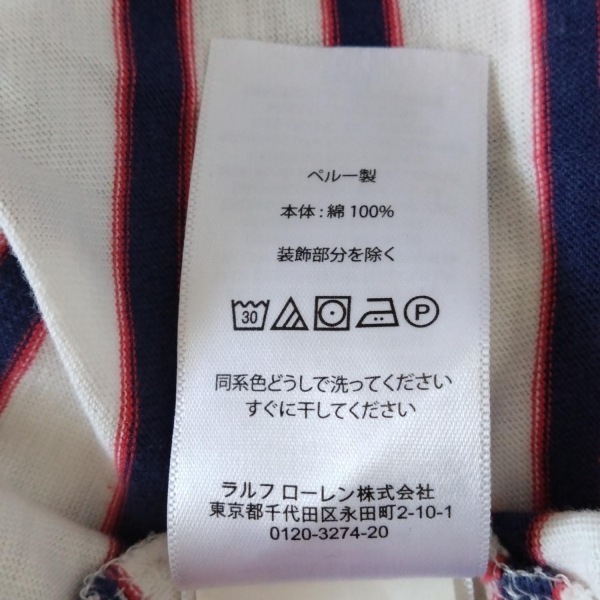 ペルー製
本体 : 綿 100%
装飾部分を除く
30 P
同系色どうしで洗ってください
すぐに干してください
ラルフ ローレン株式会社
東京都千代田区永田町2-10-1
0120-3274-20